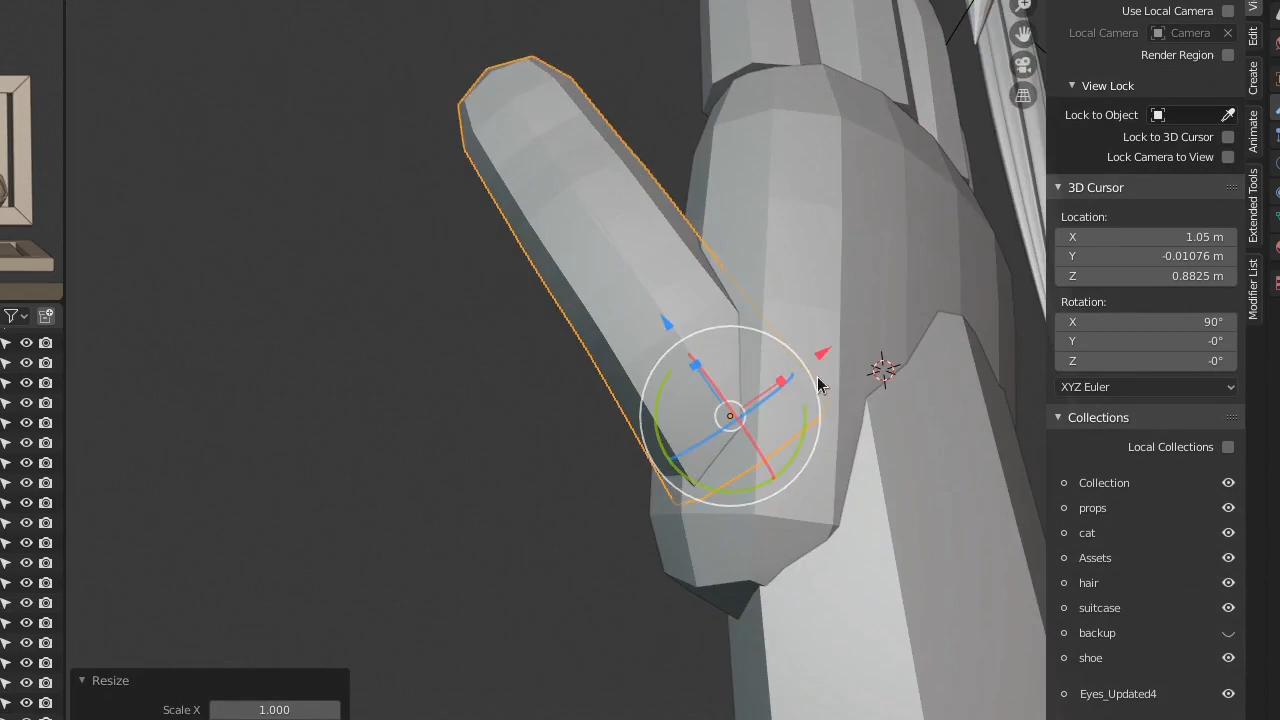 Use Local Camera
Local Camera Camera
Render Region
View Lock
Lock to Object
Lock to 3D Cursor
Lock Camera to View
3D Cursor
Location:
X 1.05 m
Y -0.01076 m
Z 0.8825 m
Rotation:
X 90°
Y -0°
Z -0°
XYZ Euler
Collections
Local Collections
Collection
props
cat
Assets
hair
suitcase
backup
shoe
Eyes_Updated4
Edit
Create
Animate
Extended Tools
Modifier List
Resize
Scale X 1.000